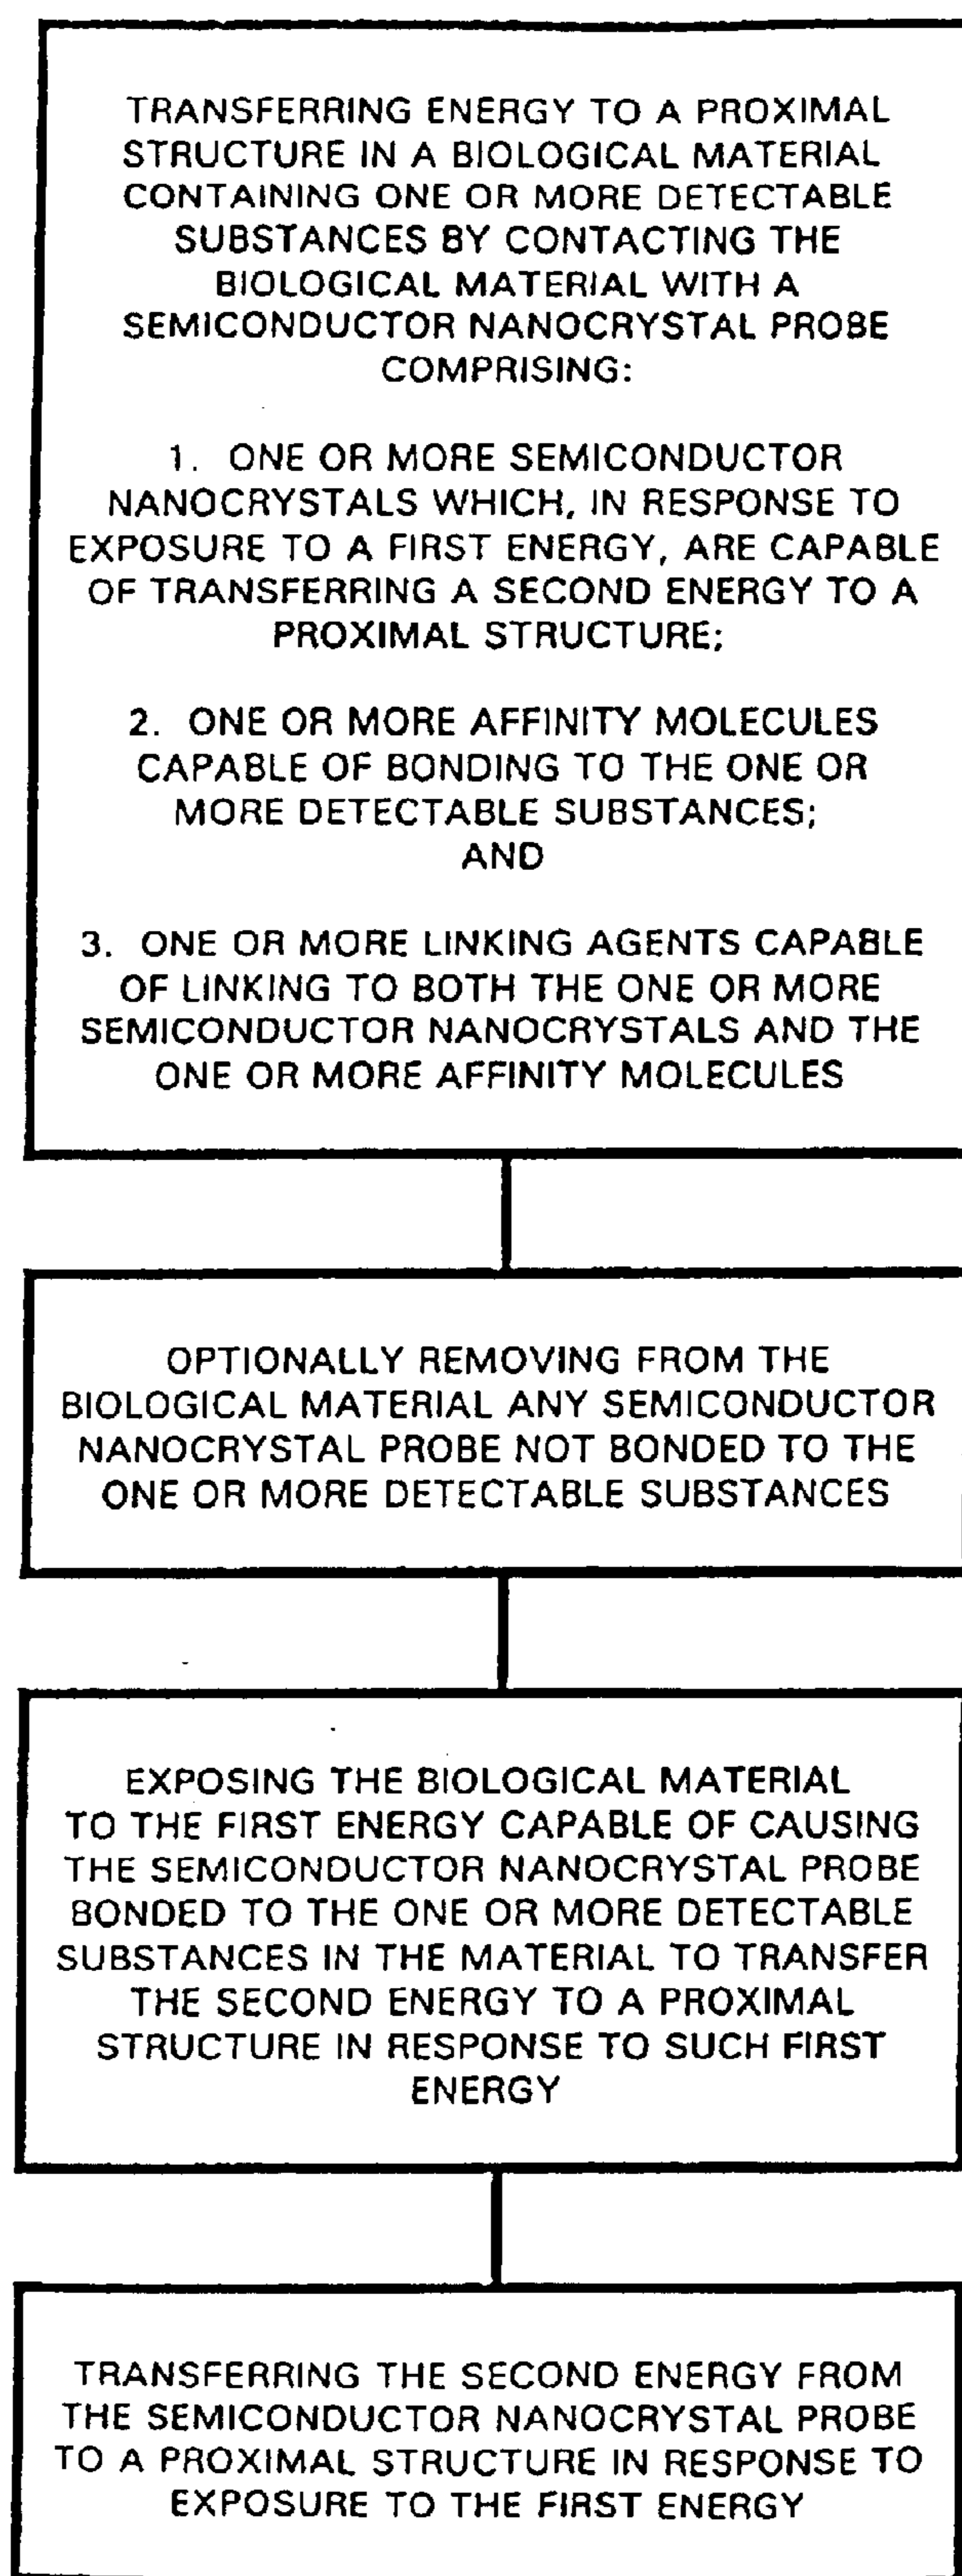 TRANSFERRING ENERGY TO A PROXIMAL
STRUCTURE IN A BIOLOGICAL MATERIAL
CONTAINING ONE OR MORE DETECTABLE
SUBSTANCES BY CONTACTING THE
BIOLOGICAL MATERIAL WITH A
SEMICONDUCTOR NANOCRYSTAL PROBE
COMPRISING:
1. ONE OR MORE SEMICONDUCTOR
NANOCRYSTALS WHICH, IN RESPONSE TO
EXPOSURE TO A FIRST ENERGY, ARE CAPABLE
OF TRANSFERRING A SECOND ENERGY TO A
PROXIMAL STRUCTURE;
2. ONE OR MORE AFFINITY MOLECULES
CAPABLE OF BONDING TO THE ONE OR
MORE DETECTABLE SUBSTANCES;
AND
3. ONE OR MORE LINKING AGENTS CAPABLE
OF LINKING TO BOTH THE ONE OR MORE
SEMICONDUCTOR NANOCRYSTALS AND THE
ONE OR MORE AFFINITY MOLECULES
OPTIONALLY REMOVING FROM THE
BIOLOGICAL MATERIAL ANY SEMICONDUCTOR
NANOCRYSTAL PROBE NOT BONDED TO THE
ONE OR MORE DETECTABLE SUBSTANCES
EXPOSING THE BIOLOGICAL MATERIAL
TO THE FIRST ENERGY CAPABLE OF CAUSING
THE SEMICONDUCTOR NANOCRYSTAL PROBE
BONDED TO THE ONE OR MORE DETECTABLE
SUBSTANCES IN THE MATERIAL TO TRANSFER
THE SECOND ENERGY TO A PROXIMAL
STRUCTURE IN RESPONSE TO SUCH FIRST
ENERGY
TRANSFERRING THE SECOND ENERGY FROM
THE SEMICONDUCTOR NANOCRYSTAL PROBE
TO A PROXIMAL STRUCTURE IN RESPONSE TO
EXPOSURE TO THE FIRST ENERGY